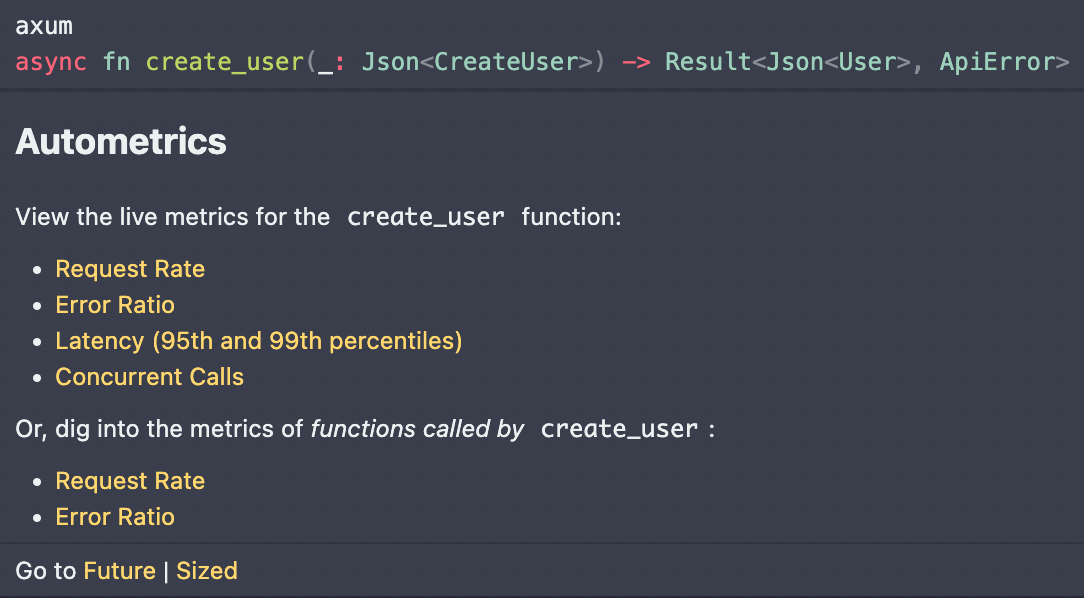 axum
async fn create_user(_: Json<CreateUser>) -> Result<Json<User>, ApiError>
Autometrics
View the live metrics for the create_user function:
• Request Rate
• Error Ratio
• Latency (95th and 99th percentiles)
• Concurrent Calls
Or, dig into the metrics of functions called by create_user :
• Request Rate
• Error Ratio
Go to Future | Sized